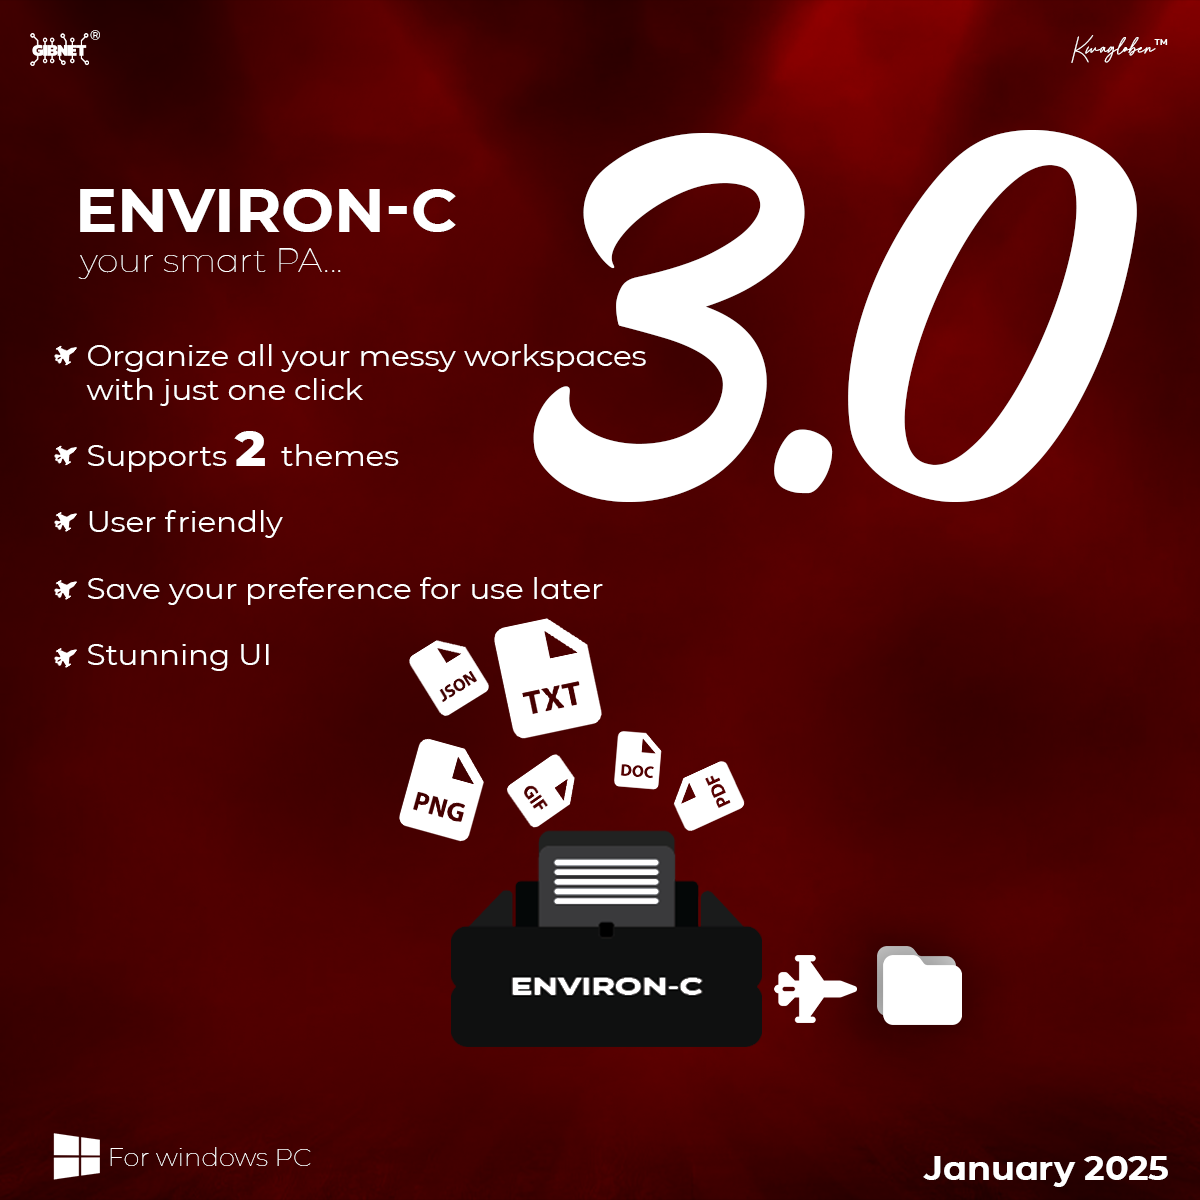 GIBNET®
Kwagloben™
3.0
ENVIRON-C
your smart PA...
Organize all your messy workspaces
with just one click
Supports 2 themes
User friendly
Save your preference for use later
Stunning UI
JSON
TXT
PNG
GIF
DOC
PDF
ENVIRON-C
For windows PC
January 2025